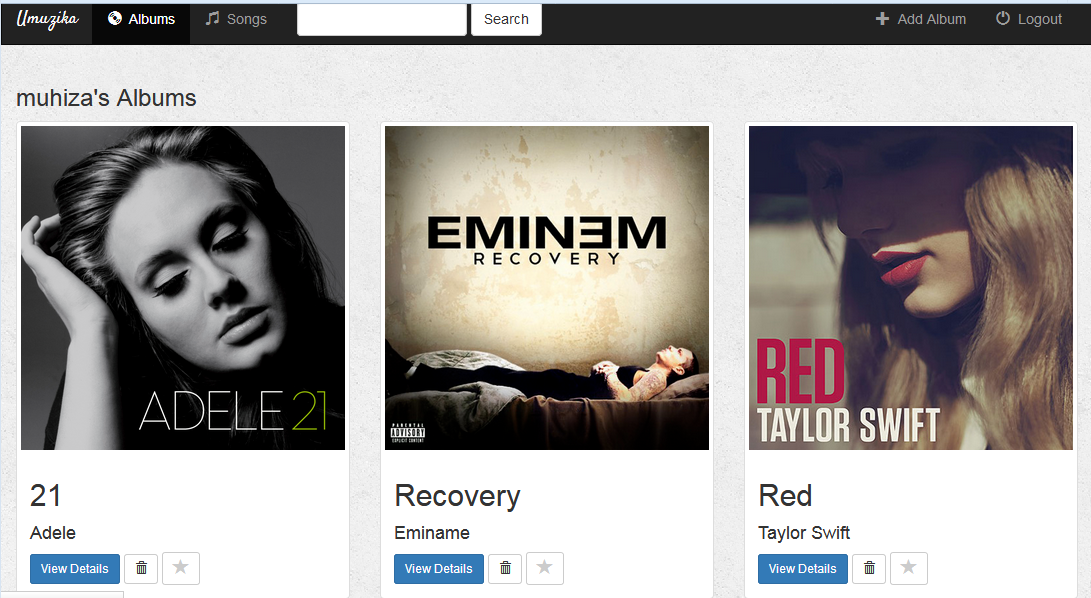 Umuzika Albums Songs Search Add Album Logout
muhiza's Albums
ADELE 21
EMINEM
RECOVERY
PARENTAL
ADVISORY
EXPLICIT CONTENT
RED
TAYLOR SWIFT
21 Recovery Red
Adele Eminame Taylor Swift
View Details View Details View Details